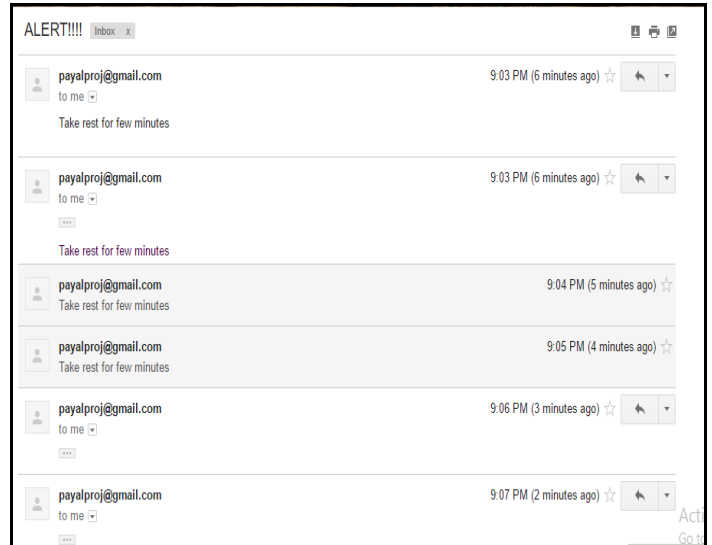 ALERT!!!! Inbox x
payalproj@gmail.com 9:03 PM (6 minutes ago)
to me
Take rest for few minutes
payalproj@gmail.com 9:03 PM (6 minutes ago)
to me
Take rest for few minutes
payalproj@gmail.com 9:04 PM (5 minutes ago)
Take rest for few minutes
payalproj@gmail.com 9:05 PM (4 minutes ago)
Take rest for few minutes
payalproj@gmail.com 9:06 PM (3 minutes ago)
to me
payalproj@gmail.com 9:07 PM (2 minutes ago)
to me
Acti
Go to